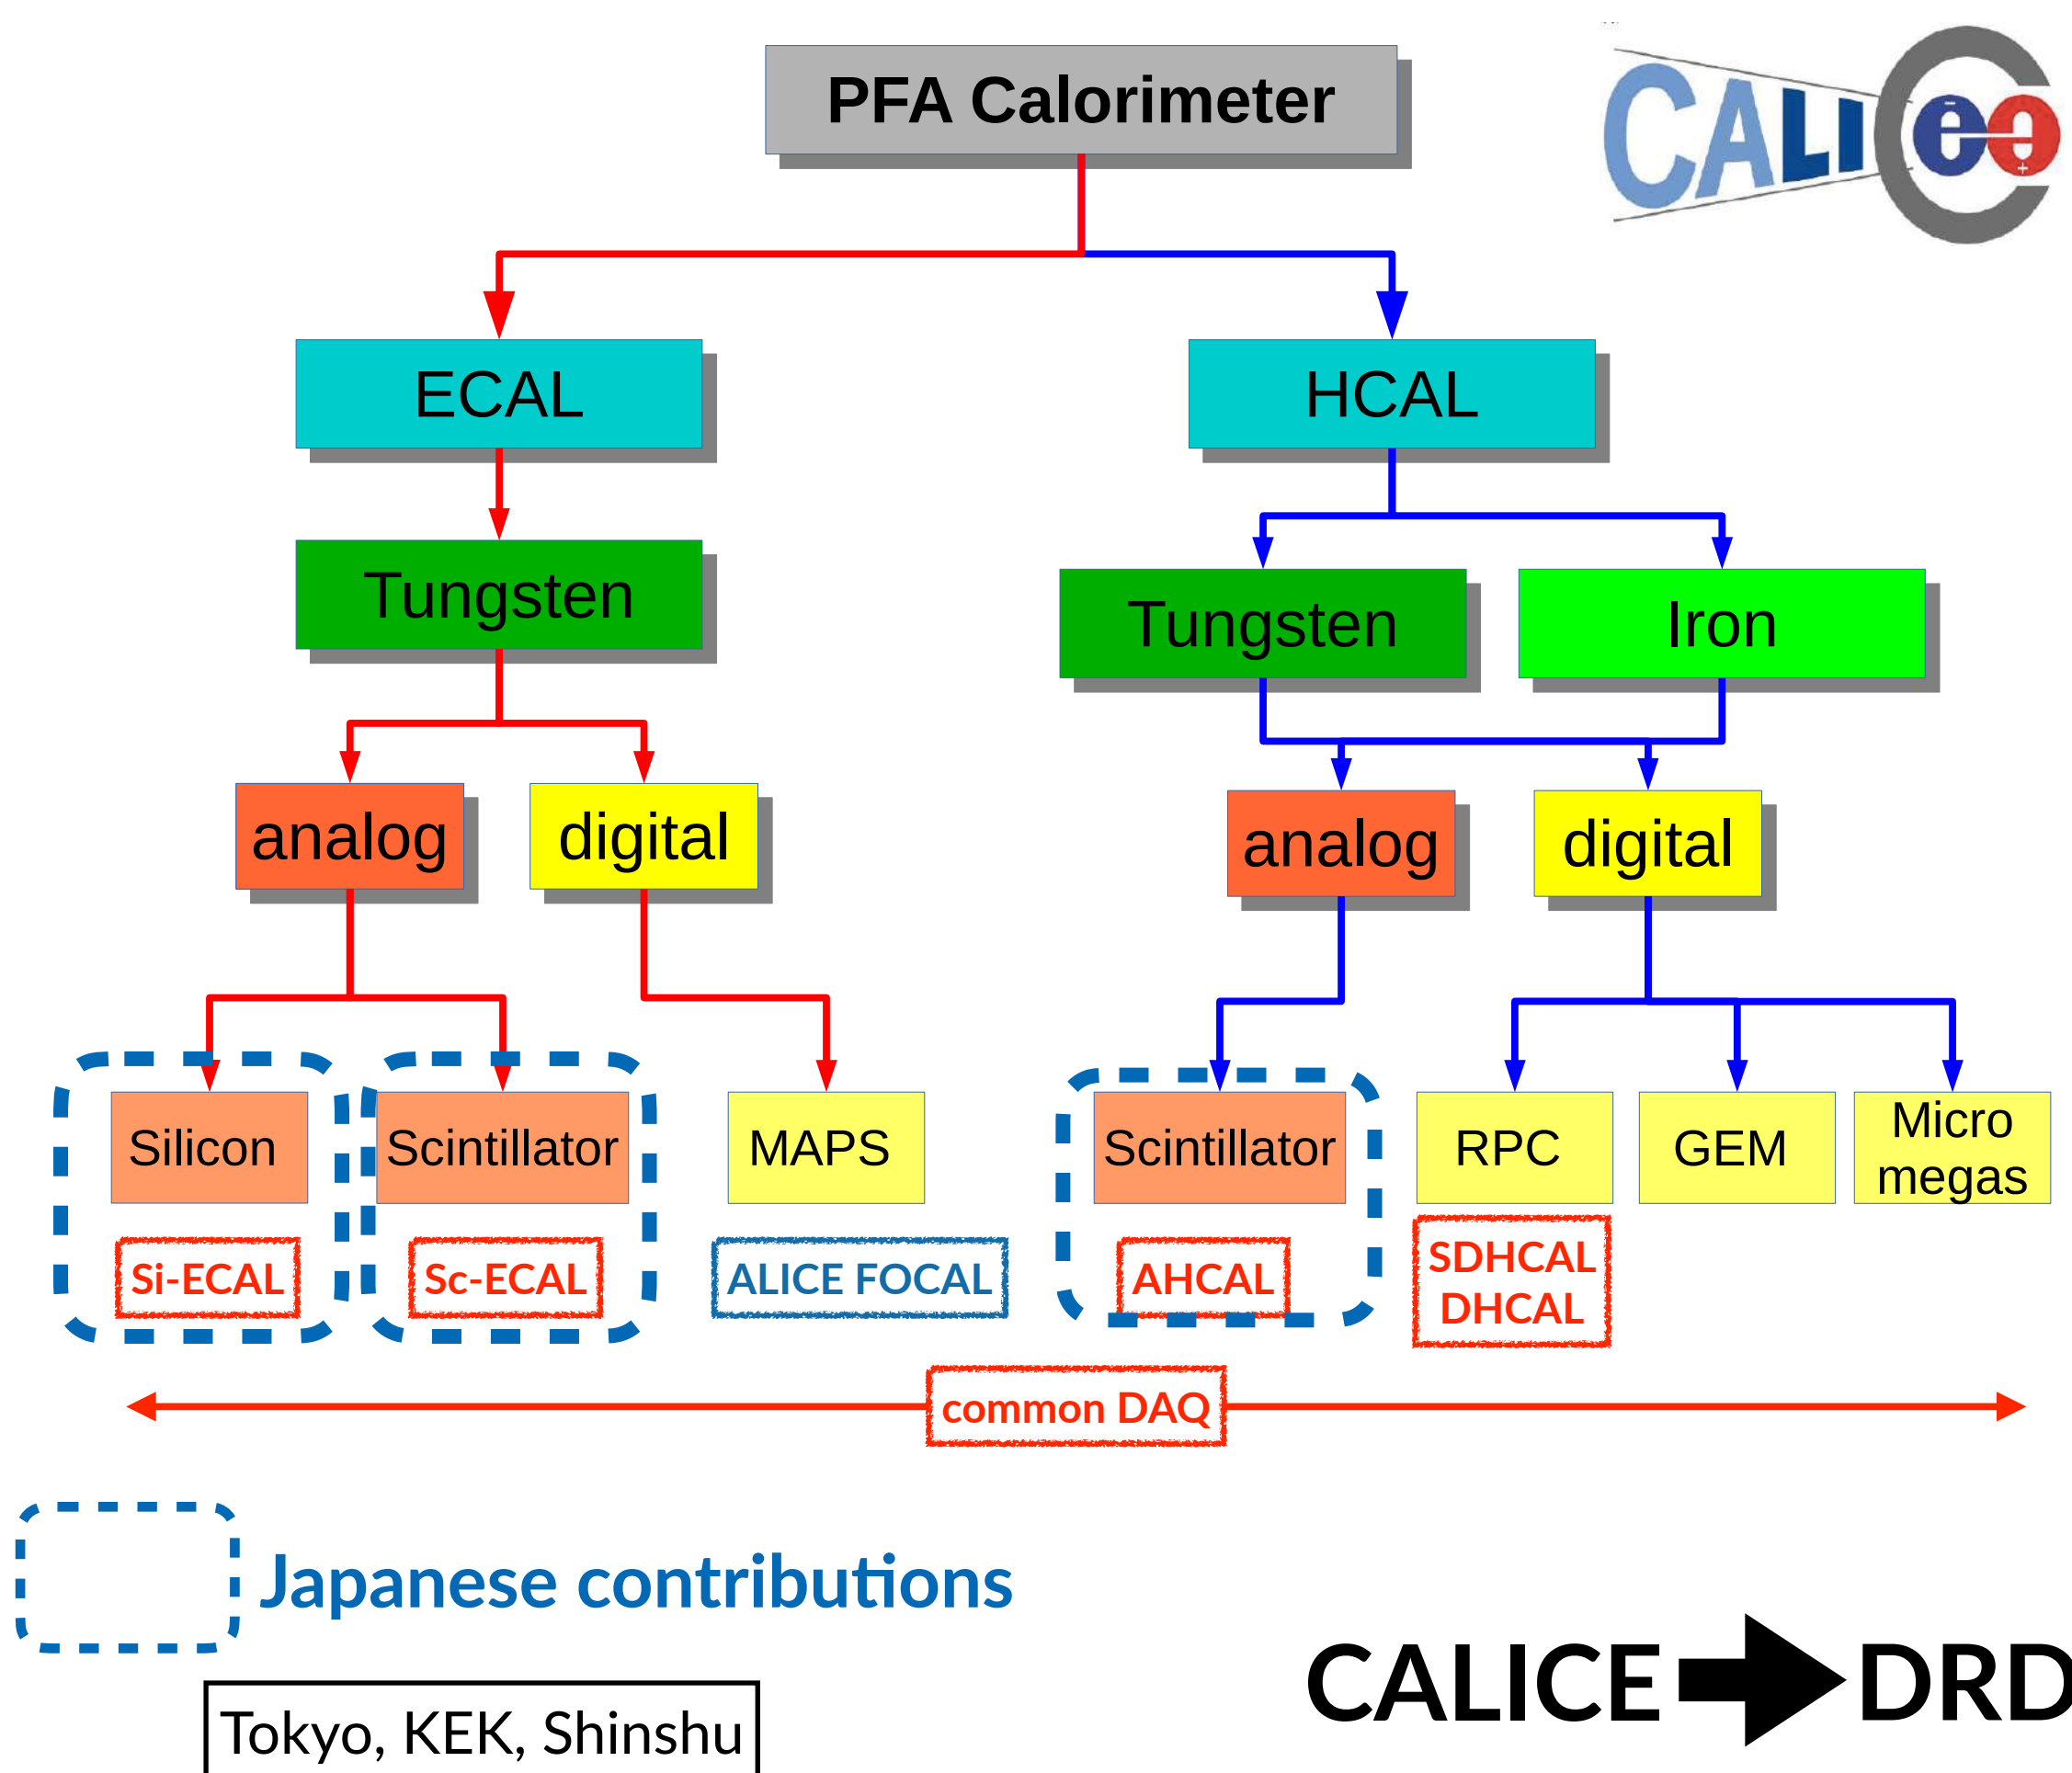 PFA Calorimeter
CALICe
e
+
ECAL
HCAL
Tungsten
Tungsten
Iron
analog
digital
analog
digital
Silicon
Scintillator
MAPS
Scintillator
RPC
GEM
Micro
megas
Si-ECAL
Sc-ECAL
ALICE FOCAL
AHCAL
SDHCAL
DHCAL
common DAQ
Japanese contributions
CALICE
DRD
Tokyo, KEK, Shinshu